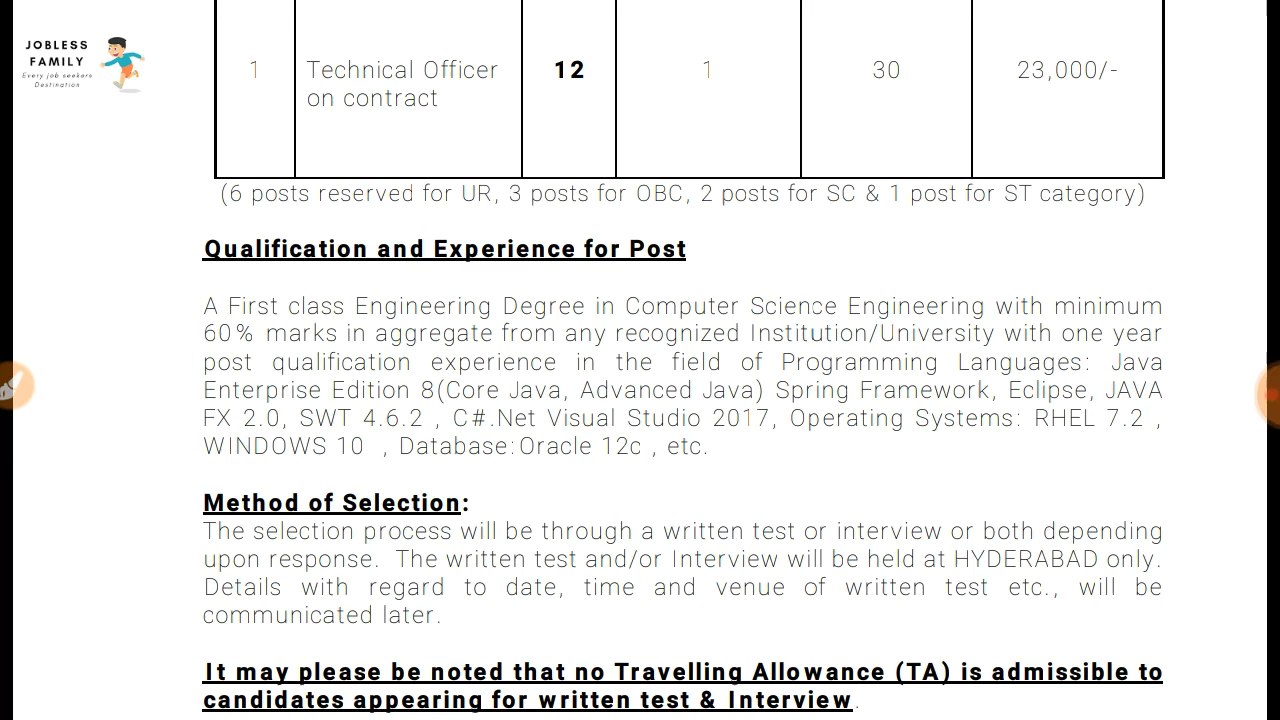 JOBLESS
FAMILY
Every job seekers
Destination
1 Technical Officer 12 1 30 23,000/-
on contract
(6 posts reserved for UR, 3 posts for OBC, 2 posts for SC & 1 post for ST category)
Qualification and Experience for Post
A First class Engineering Degree in Computer Science Engineering with minimum
60% marks in aggregate from any recognized Institution/University with one year
post qualification experience in the field of Programming Languages: Java
Enterprise Edition 8(Core Java, Advanced Java) Spring Framework, Eclipse, JAVA
FX 2.0, SWT 4.6.2 , C#.Net Visual Studio 2017, Operating Systems: RHEL 7.2 ,
WINDOWS 10 , Database:Oracle 12c , etc.
Method of Selection:
The selection process will be through a written test or interview or both depending
upon response. The written test and/or Interview will be held at HYDERABAD only.
Details with regard to date, time and venue of written test etc., will be
communicated later.
It may please be noted that no Travelling Allowance (TA) is admissible to
candidates appearing for written test & Interview.